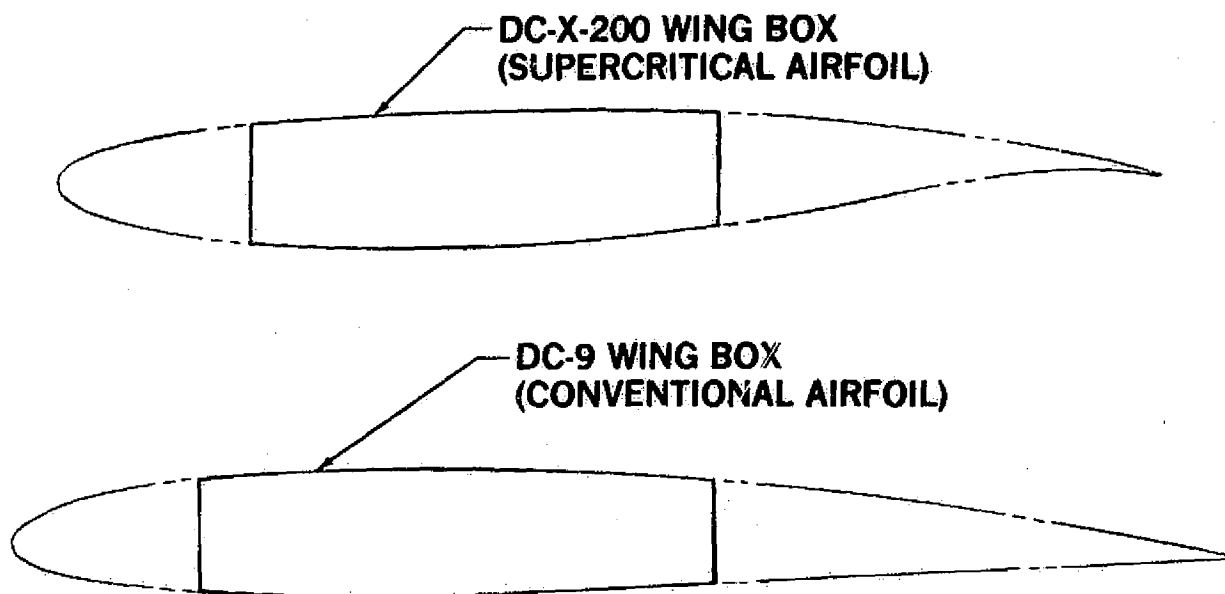 DC-X-200 WING BOX
(SUPERCRITICAL AIRFOIL)
DC-9 WING BOX
(CONVENTIONAL AIRFOIL)